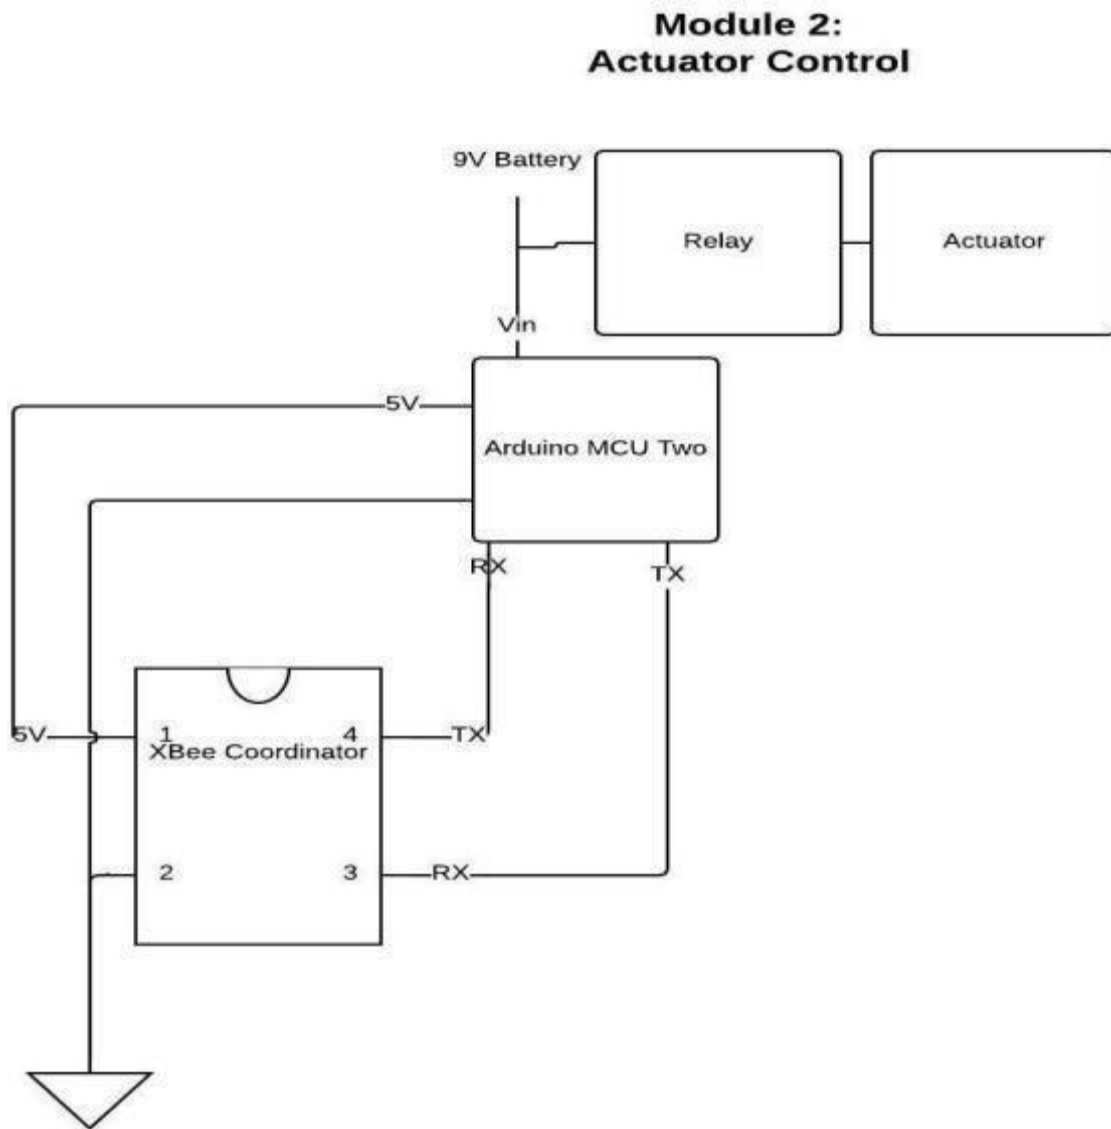 Module 2:
Actuator Control
9V Battery
Relay
Actuator
Vin
5V
Arduino MCU Two
RX
TX
5V
1
4
TX
XBee Coordinator
2
3
RX